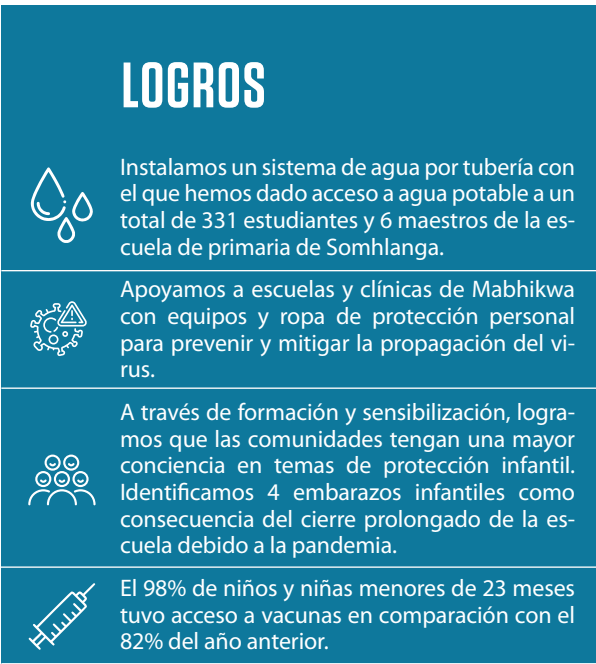 LOGROS
Instalamos un sistema de agua por tubería con
el que hemos dado acceso a agua potable a un
total de 331 estudiantes y 6 maestros de la es-
cuela de primaria de Somhlanga.
Apoyamos a escuelas y clínicas de Mabhikwa
con equipos y ropa de protección personal
para prevenir y mitigar la propagación del vi-
rus.
A través de formación y sensibilización, logra-
mos que las comunidades tengan una mayor
conciencia en temas de protección infantil.
Identificamos 4 embarazos infantiles como
consecuencia del cierre prolongado de la es-
cuela debido a la pandemia.
El 98% de niños y niñas menores de 23 meses
tuvo acceso a vacunas en comparación con el
82% del año anterior.